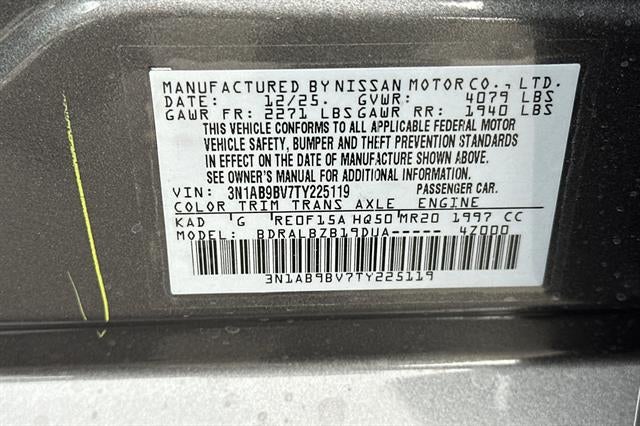 MANUFACTURED BY NISSAN MOTOR CO., LTD.
DATE: 12/25. GVWR: 4079 LBS
GAWR FR: 2271 LBS GAWR RR: 1940 LBS
THIS VEHICLE CONFORMS TO ALL APPLICABLE FEDERAL MOTOR
VEHICLE SAFETY, BUMPER AND THEFT PREVENTION STANDARDS
IN EFFECT ON THE DATE OF MANUFACTURE SHOWN ABOVE.
SEE OWNER'S MANUAL FOR ADDITIONAL INFORMATION.
VIN: 3N1AB9BV7TY225119 PASSENGER CAR.
COLOR TRIM TRANS AXLE ENGINE
KAD G RE0F15A HQ50 MR20 1997 CC
MODEL: BDRALBZB19DUA----- 4Z000
3N1AB9BV7TY225119